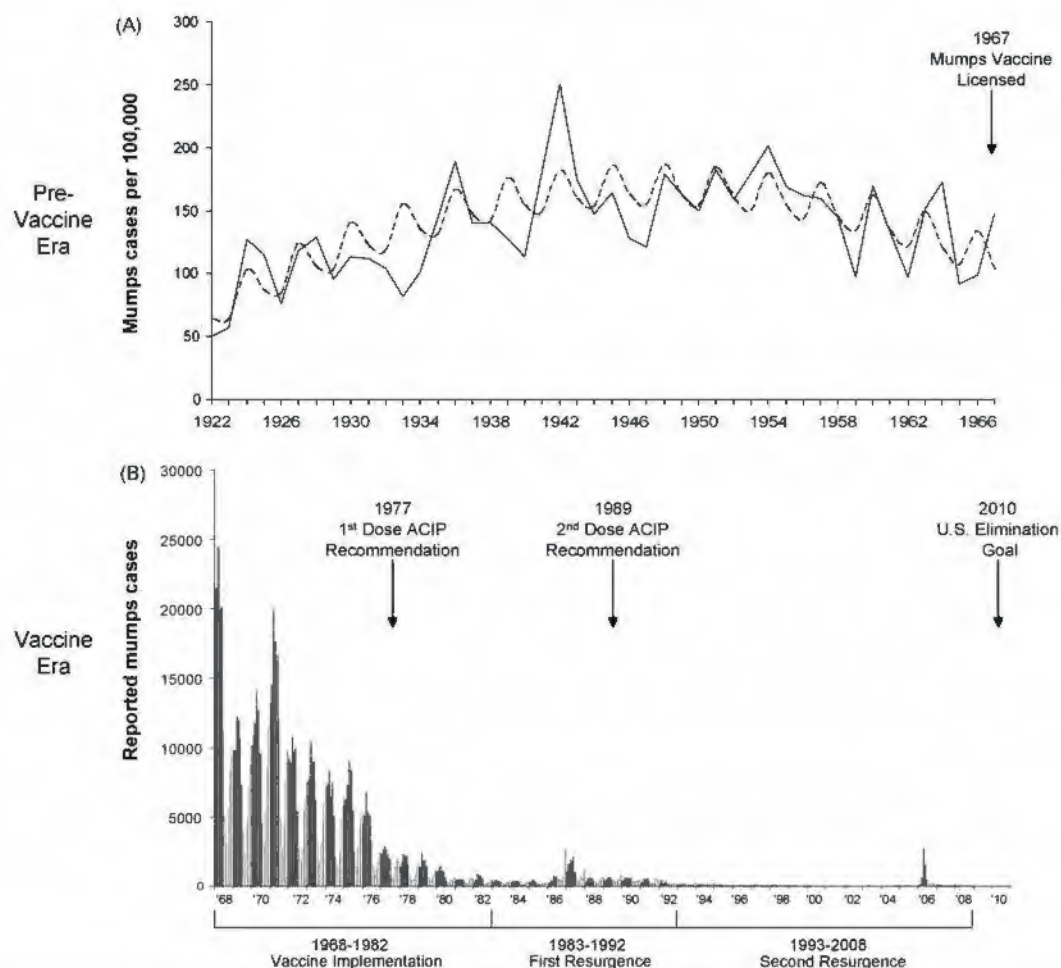 (A)
300
250
200
150
100
50
0
Mumps cases per 100,000
Pre-
Vaccine
Era
1967
Mumps Vaccine
Licensed
1922 1926 1930 1934 1938 1942 1946 1950 1954 1958 1962 1966
(B)
30000
25000
20000
15000
10000
5000
0
Reported mumps cases
Vaccine
Era
1977
1st Dose ACIP
Recommendation
1989
2nd Dose ACIP
Recommendation
2010
U.S. Elimination
Goal
'68 '70 '72 '74 '76 '78 '80 '82 '84 '86 '88 '90 '92 '94 '96 '98 '00 '02 '04 '06 '08 '10
1968-1982
Vaccine Implementation
1983-1992
First Resurgence
1993-2008
Second Resurgence